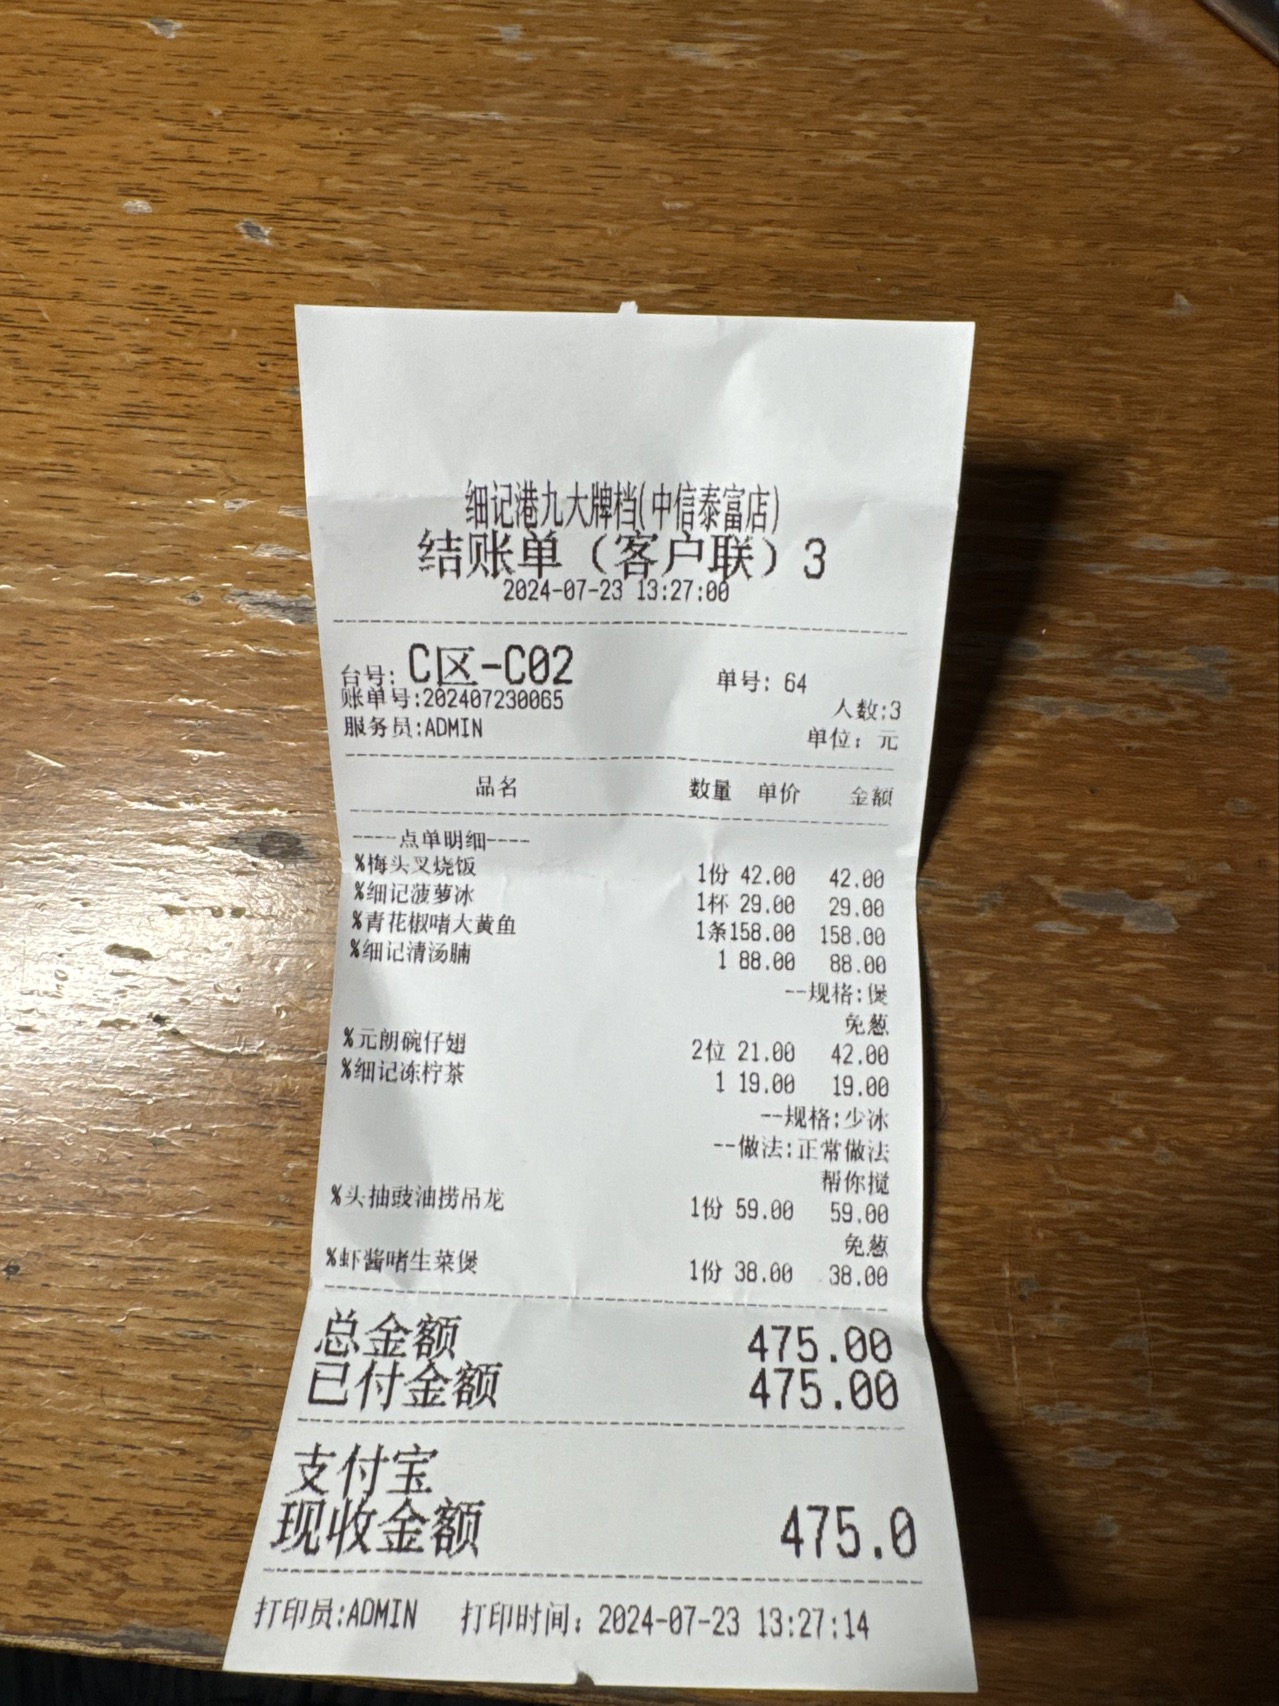 细记港九大牌档(中信泰富店)
结账单（客户联）3
2024-07-23 13:27:00
台号: C区-C02 单号: 64
账单号:202407230065 人数:3
服务员:ADMIN 单位: 元
品名 数量 单价 金额
----点单明细----
%梅头叉烧饭 1份 42.00 42.00
%细记菠萝冰 1杯 29.00 29.00
%青花椒啫大黄鱼 1条158.00 158.00
%细记清汤腩 1 88.00 88.00
--规格:煲
免葱
%元朗碗仔翅 2位 21.00 42.00
%细记冻柠茶 1 19.00 19.00
--规格:少冰
--做法:正常做法
帮你搅
%头抽豉油捞吊龙 1份 59.00 59.00
免葱
%虾酱啫生菜煲 1份 38.00 38.00
总金额 475.00
已付金额 475.00
支付宝
现收金额 475.0
打印员:ADMIN 打印时间: 2024-07-23 13:27:14